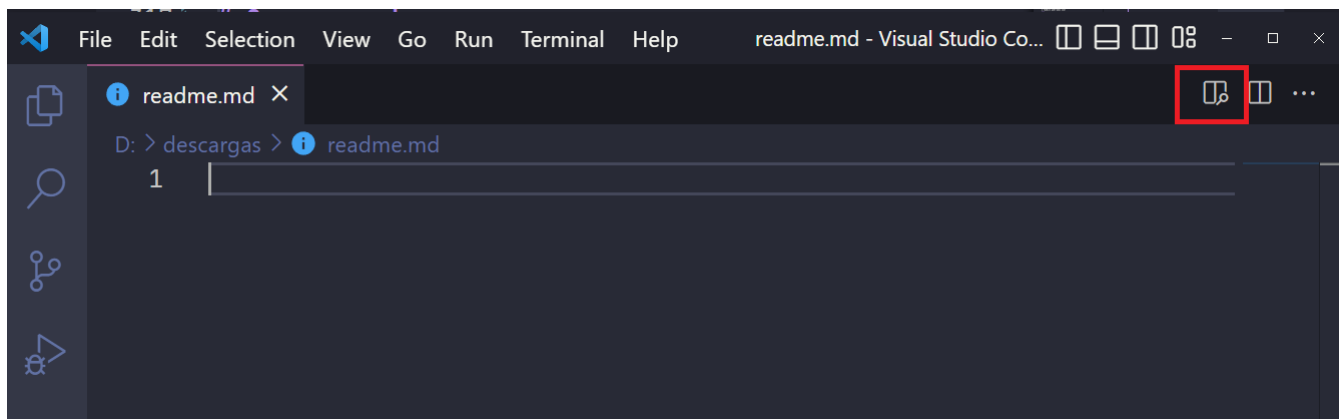 File Edit Selection View Go Run Terminal Help readme.md - Visual Studio Co...
readme.md
D: > descargas > readme.md
1